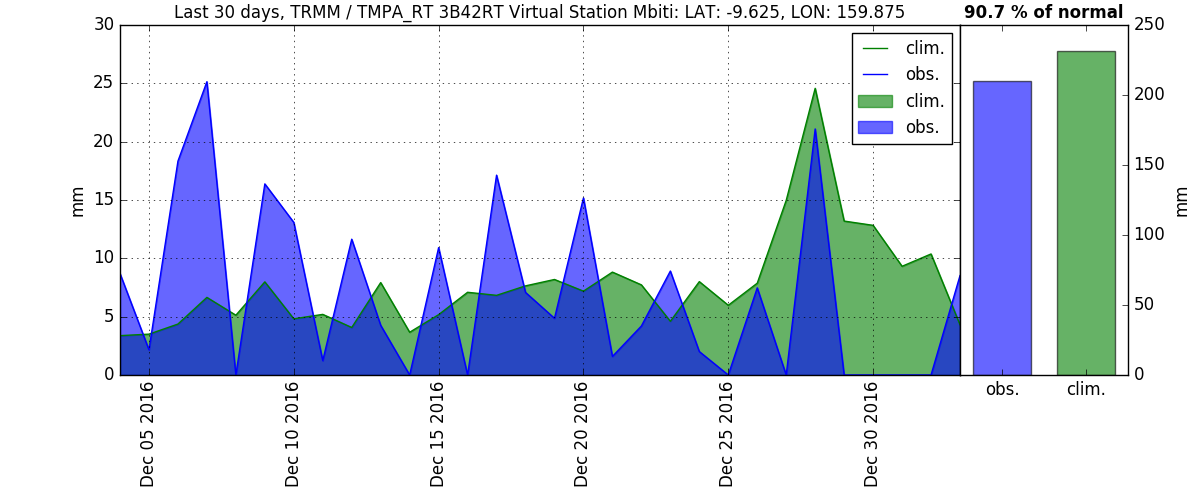 Last 30 days, TRMM / TMPA_RT 3B42RT Virtual Station Mbiti: LAT: -9.625, LON: 159.875
90.7 % of normal
30
25
20
15
10
5
0
mm
clim.
obs.
clim.
obs.
250
200
150
100
50
0
mm
obs.
clim.
Dec 05 2016
Dec 10 2016
Dec 15 2016
Dec 20 2016
Dec 25 2016
Dec 30 2016